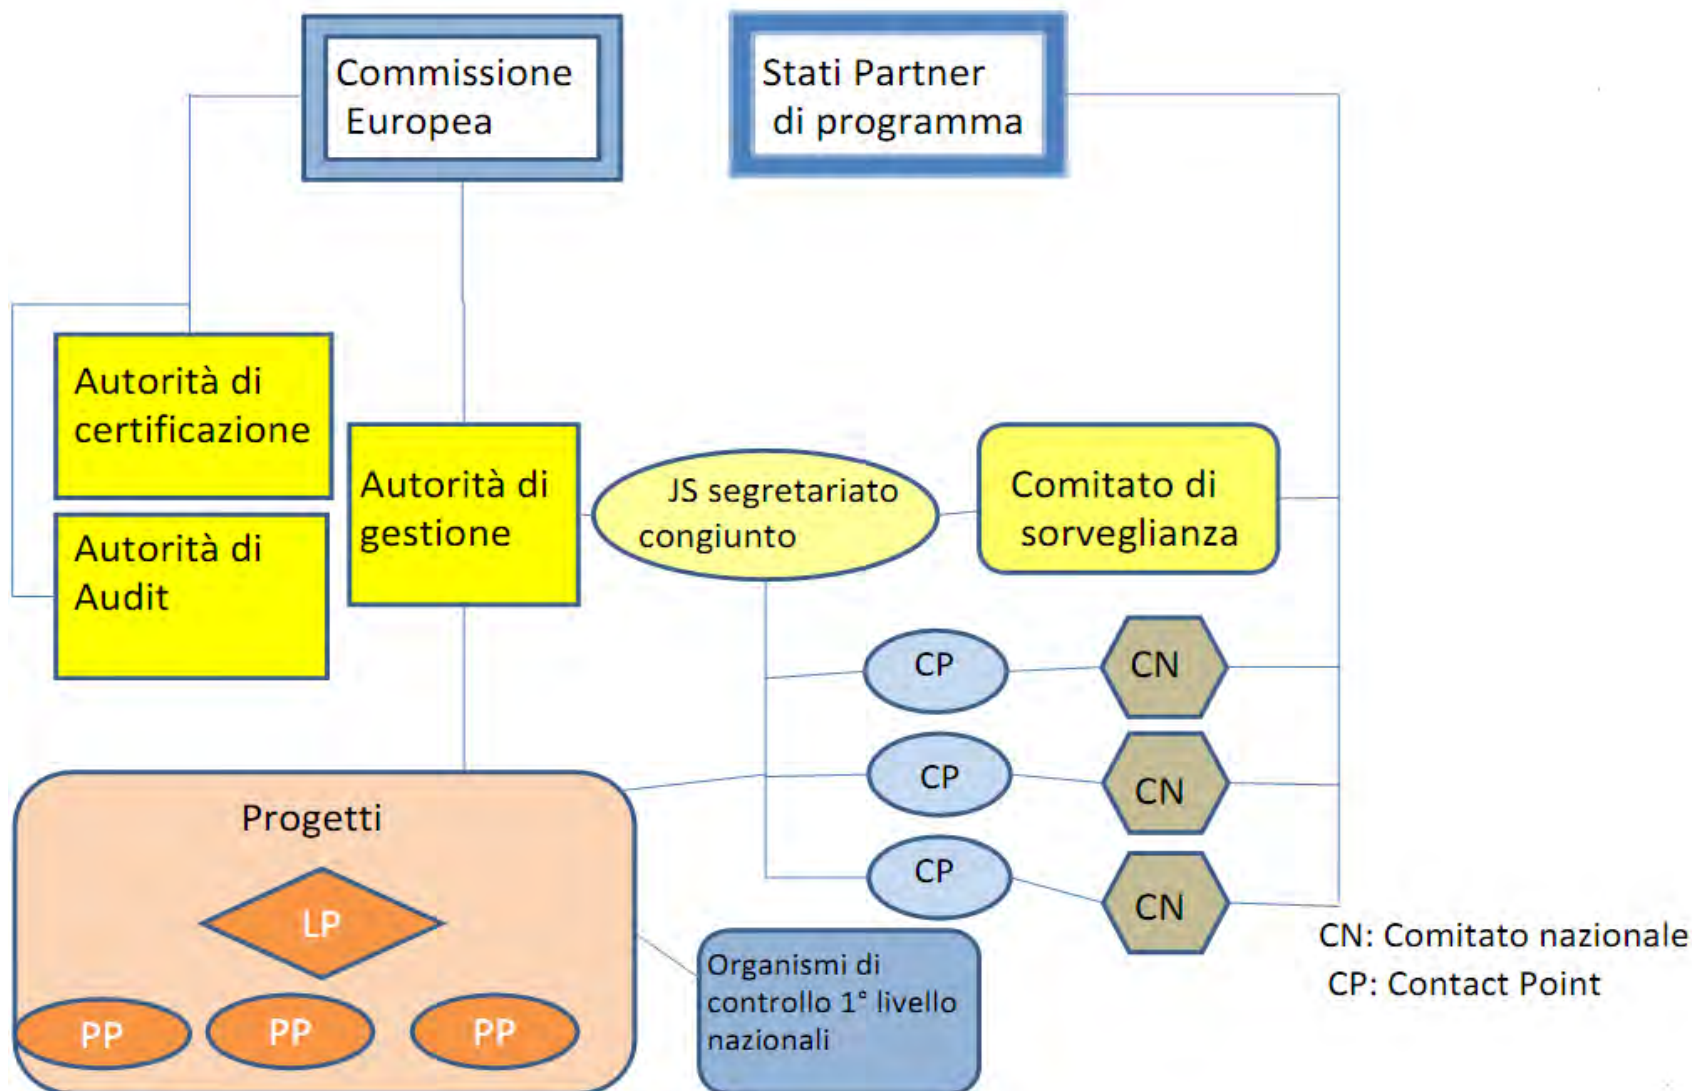 Commissione
Europea
Stati Partner
di programma
Autorità di
certificazione
Autorità di
Audit
Autorità di
gestione
JS segretariato
congiunto
Comitato di
sorveglianza
CP
CN
CP
CN
CP
CN
Progetti
LP
PP
PP
PP
Organismi di
controllo 1° livello
nazionali
CN: Comitato nazionale
CP: Contact Point